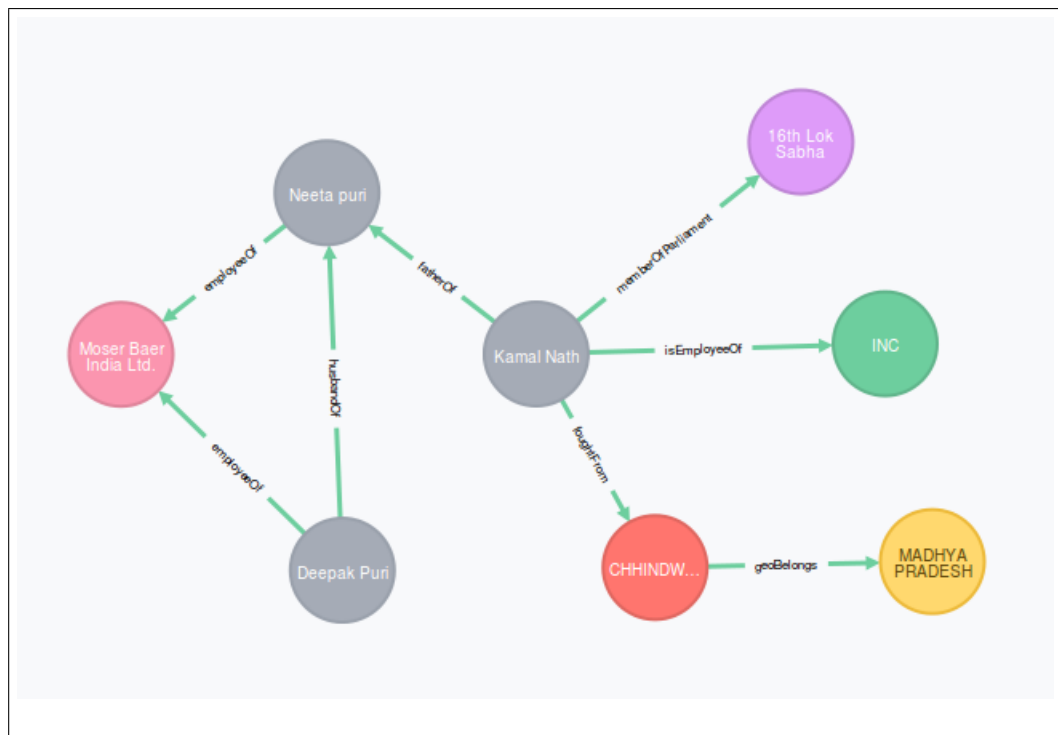 16th Lok
Sabha
Neeta puri
employeeOf
fatherOf
memberOfParliament
Moser Baer
India Ltd.
husbandOf
Kamal Nath
isEmployeeOf
INC
employeeOf
foughtFrom
Deepak Puri
CHHINDW...
geoBelongs
MADHYA
PRADESH